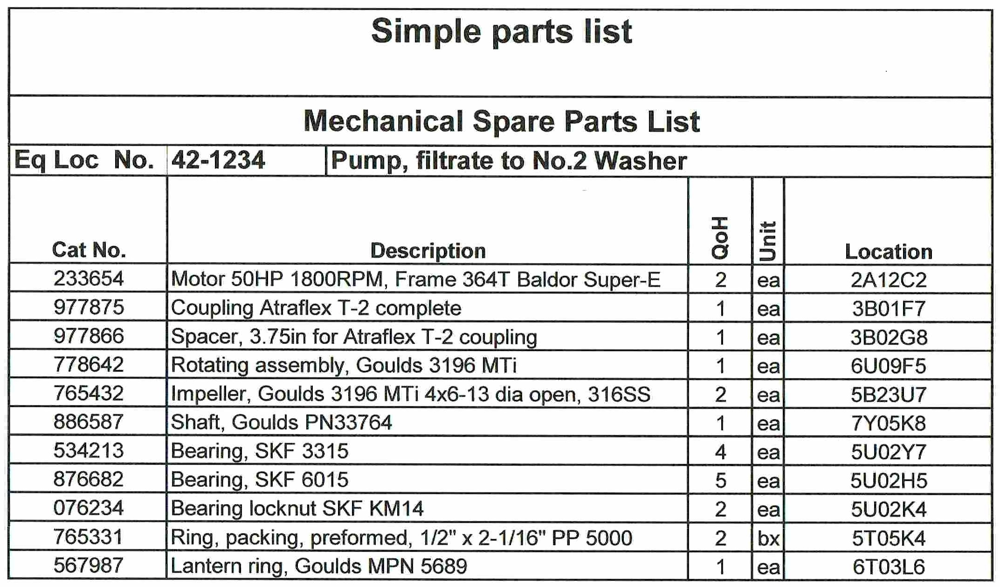 Simple parts list
Mechanical Spare Parts List
Eq Loc No. 42-1234 Pump, filtrate to No.2 Washer
Cat No. Description QoH Unit Location
233654 Motor 50HP 1800RPM, Frame 364T Baldor Super-E 2 ea 2A12C2
977875 Coupling Atraflex T-2 complete 1 ea 3B01F7
977866 Spacer, 3.75in for Atraflex T-2 coupling 1 ea 3B02G8
778642 Rotating assembly, Goulds 3196 MTi 1 ea 6U09F5
765432 Impeller, Goulds 3196 MTi 4x6-13 dia open, 316SS 2 ea 5B23U7
886587 Shaft, Goulds PN33764 1 ea 7Y05K8
534213 Bearing, SKF 3315 4 ea 5U02Y7
876682 Bearing, SKF 6015 5 ea 5U02H5
076234 Bearing locknut SKF KM14 2 ea 5U02K4
765331 Ring, packing, preformed, 1/2" x 2-1/16" PP 5000 2 bx 5T05K4
567987 Lantern ring, Goulds MPN 5689 1 ea 6T03L6